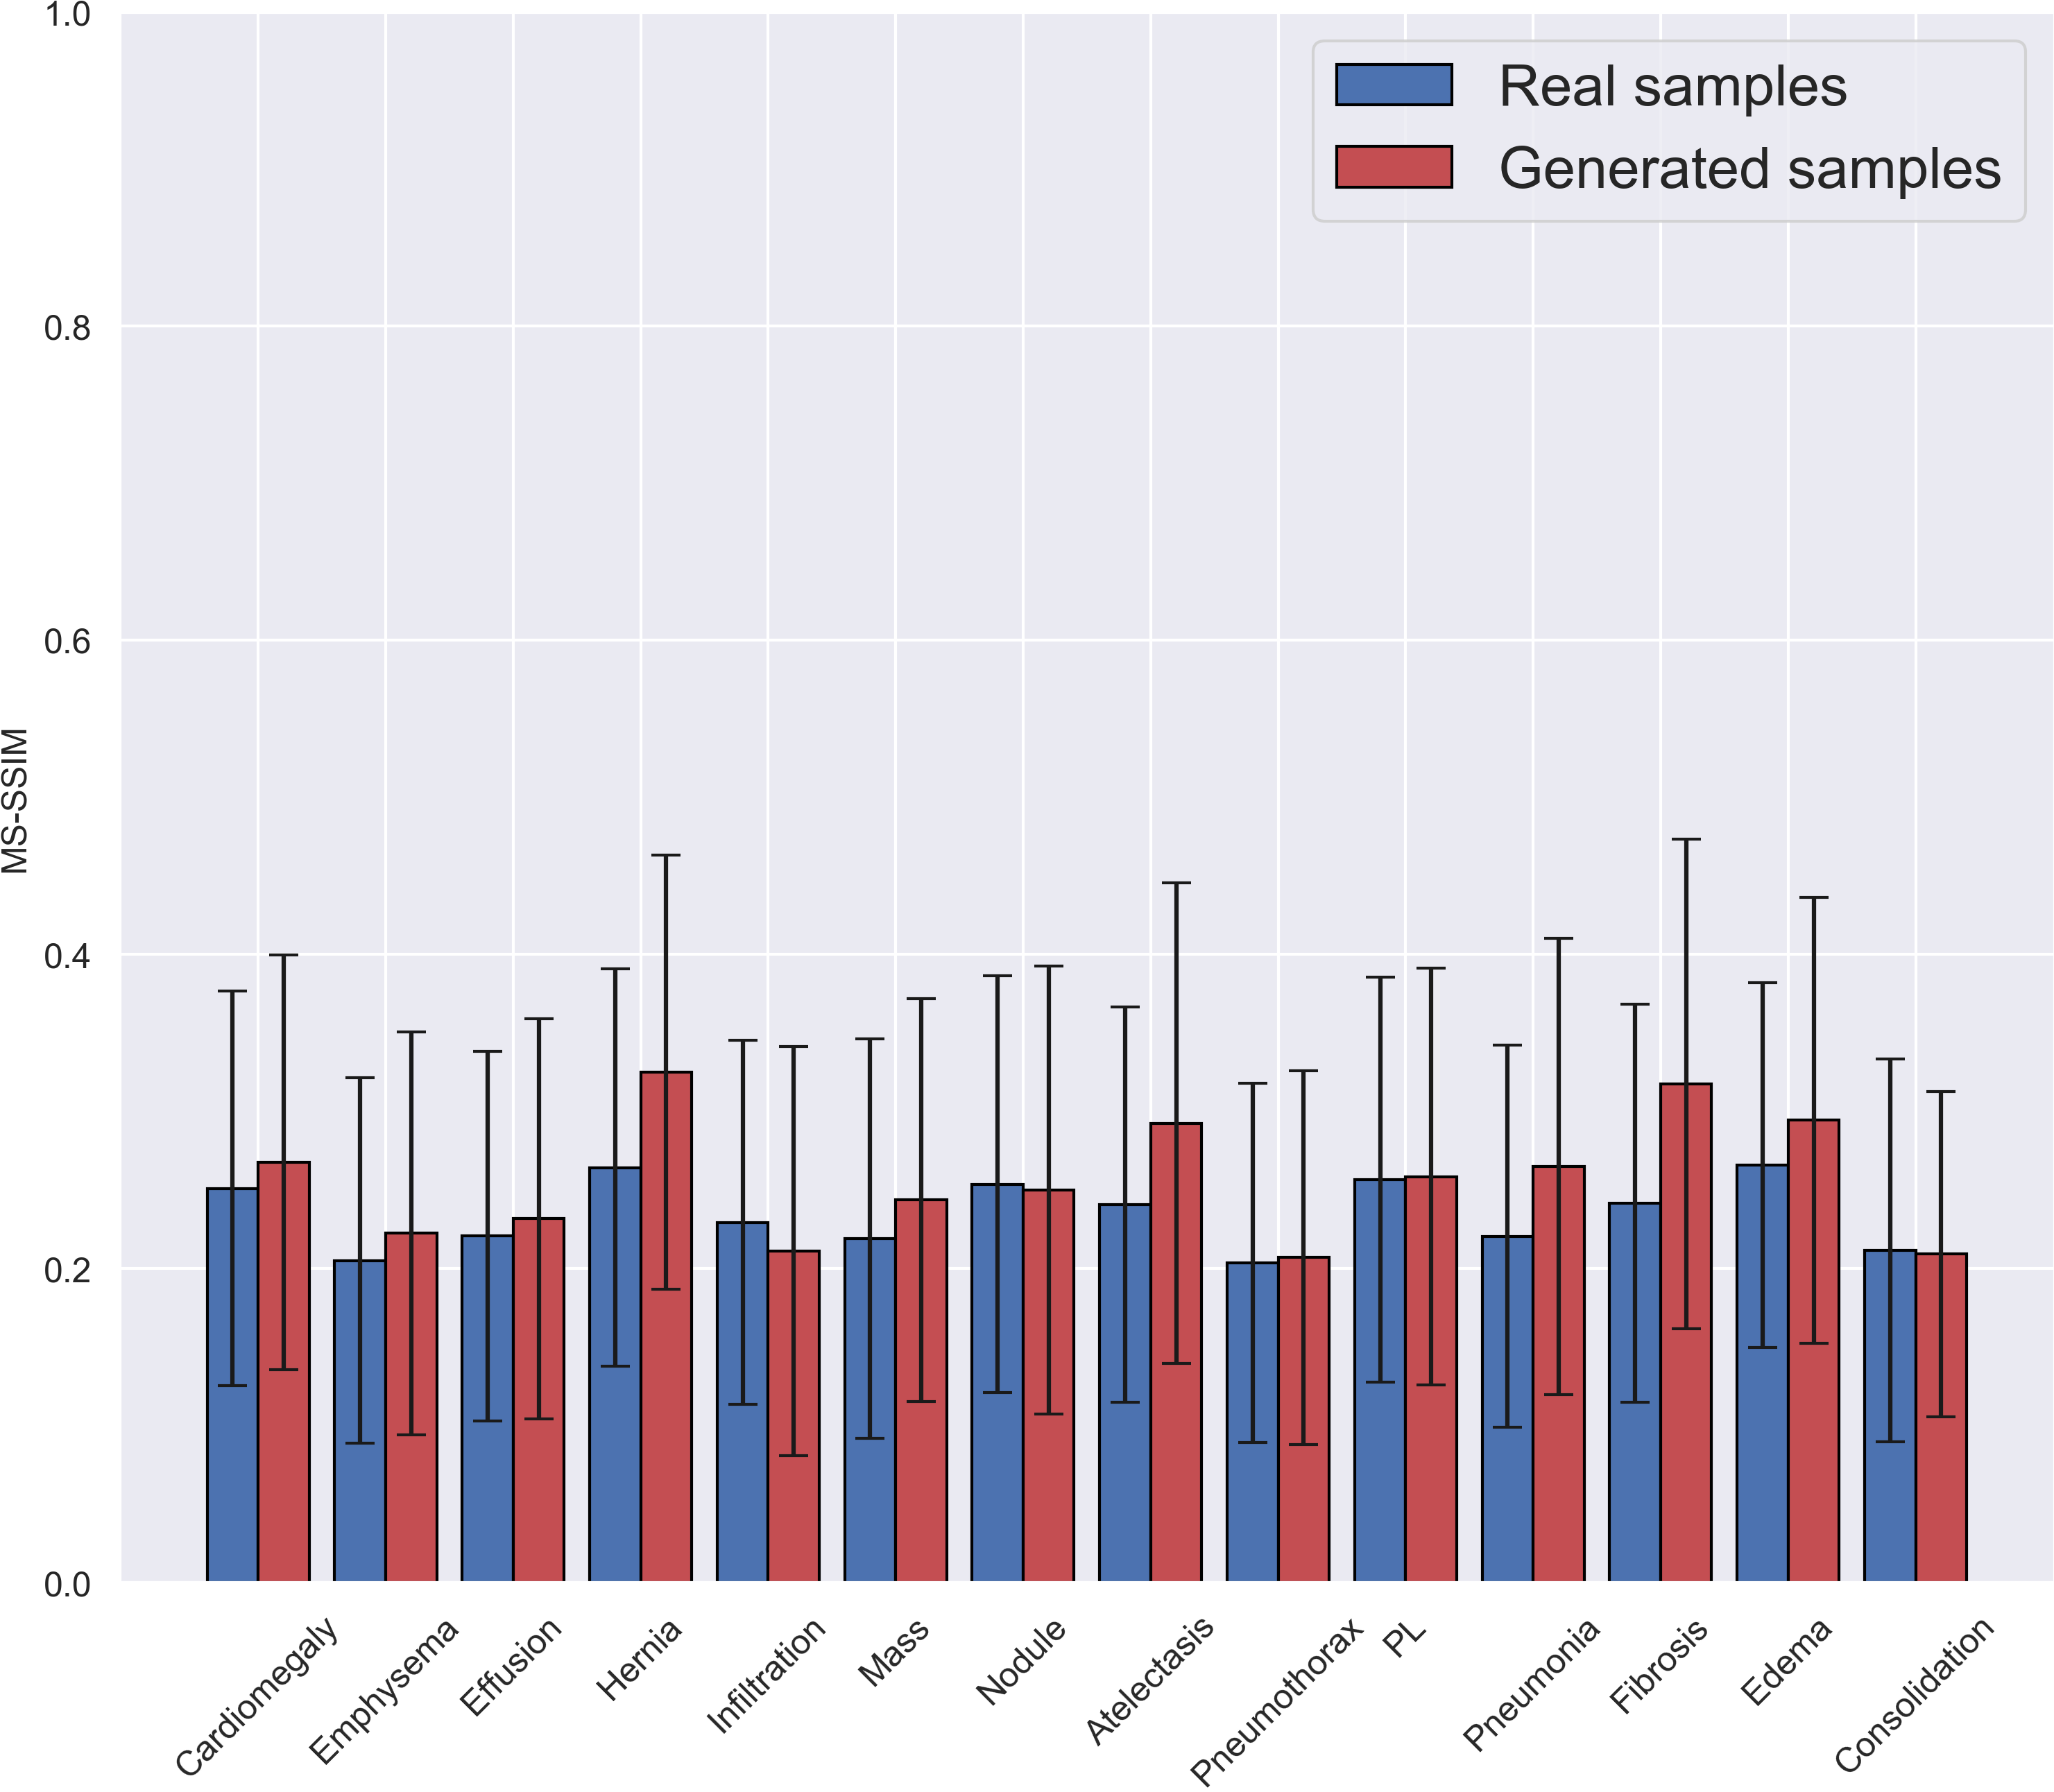 1.0
0.8
0.6
0.4
0.2
0.0
MS-SSIM
Real samples
Generated samples
Cardiomegaly
Emphysema
Effusion
Hernia
Infiltration
Mass
Nodule
Atelectasis
Pneumothorax
PL
Pneumonia
Fibrosis
Edema
Consolidation